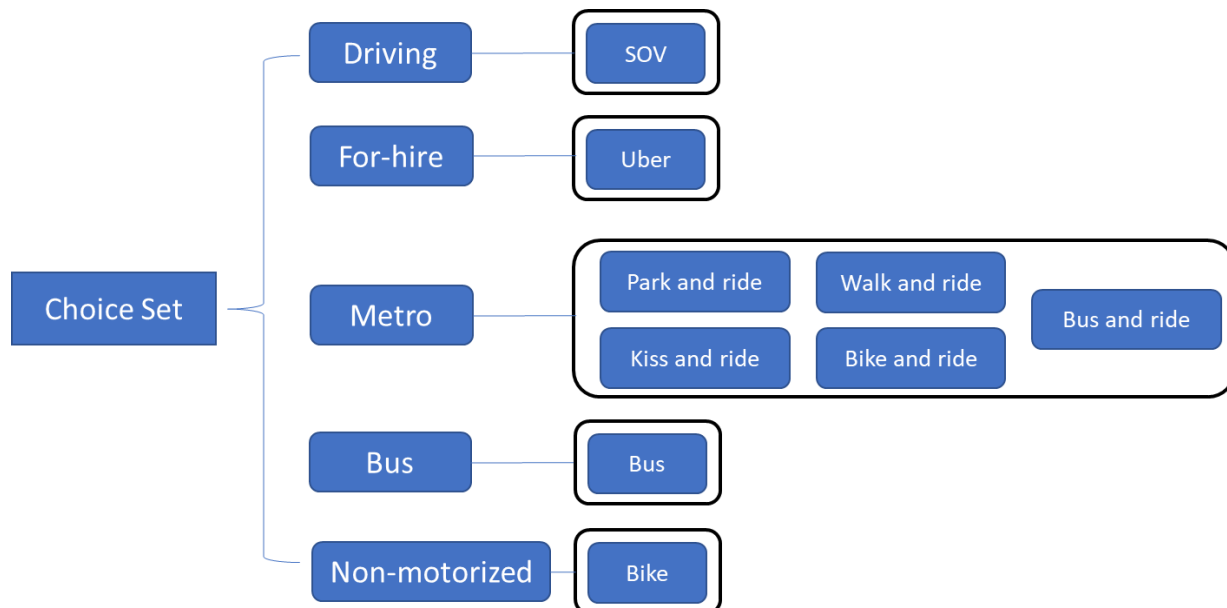 Driving
SOV
For-hire
Uber
Choice Set
Metro
Park and ride
Walk and ride
Bus and ride
Kiss and ride
Bike and ride
Bus
Bus
Non-motorized
Bike